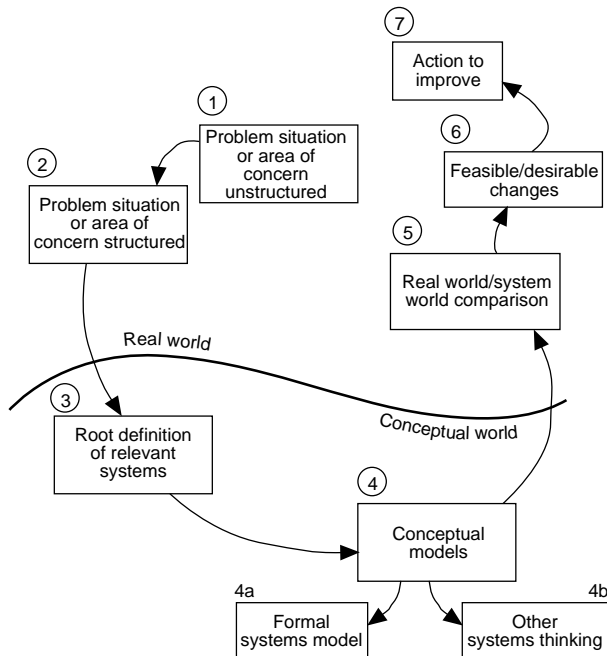 1
Problem situation
or area of
concern
unstructured
2
Problem situation
or area of
concern structured
Real world
3
Root definition
of relevant
systems
Conceptual world
4
Conceptual
models
4a
Formal
systems model
4b
Other
systems thinking
5
Real world/system
world comparison
6
Feasible/desirable
changes
7
Action to
improve